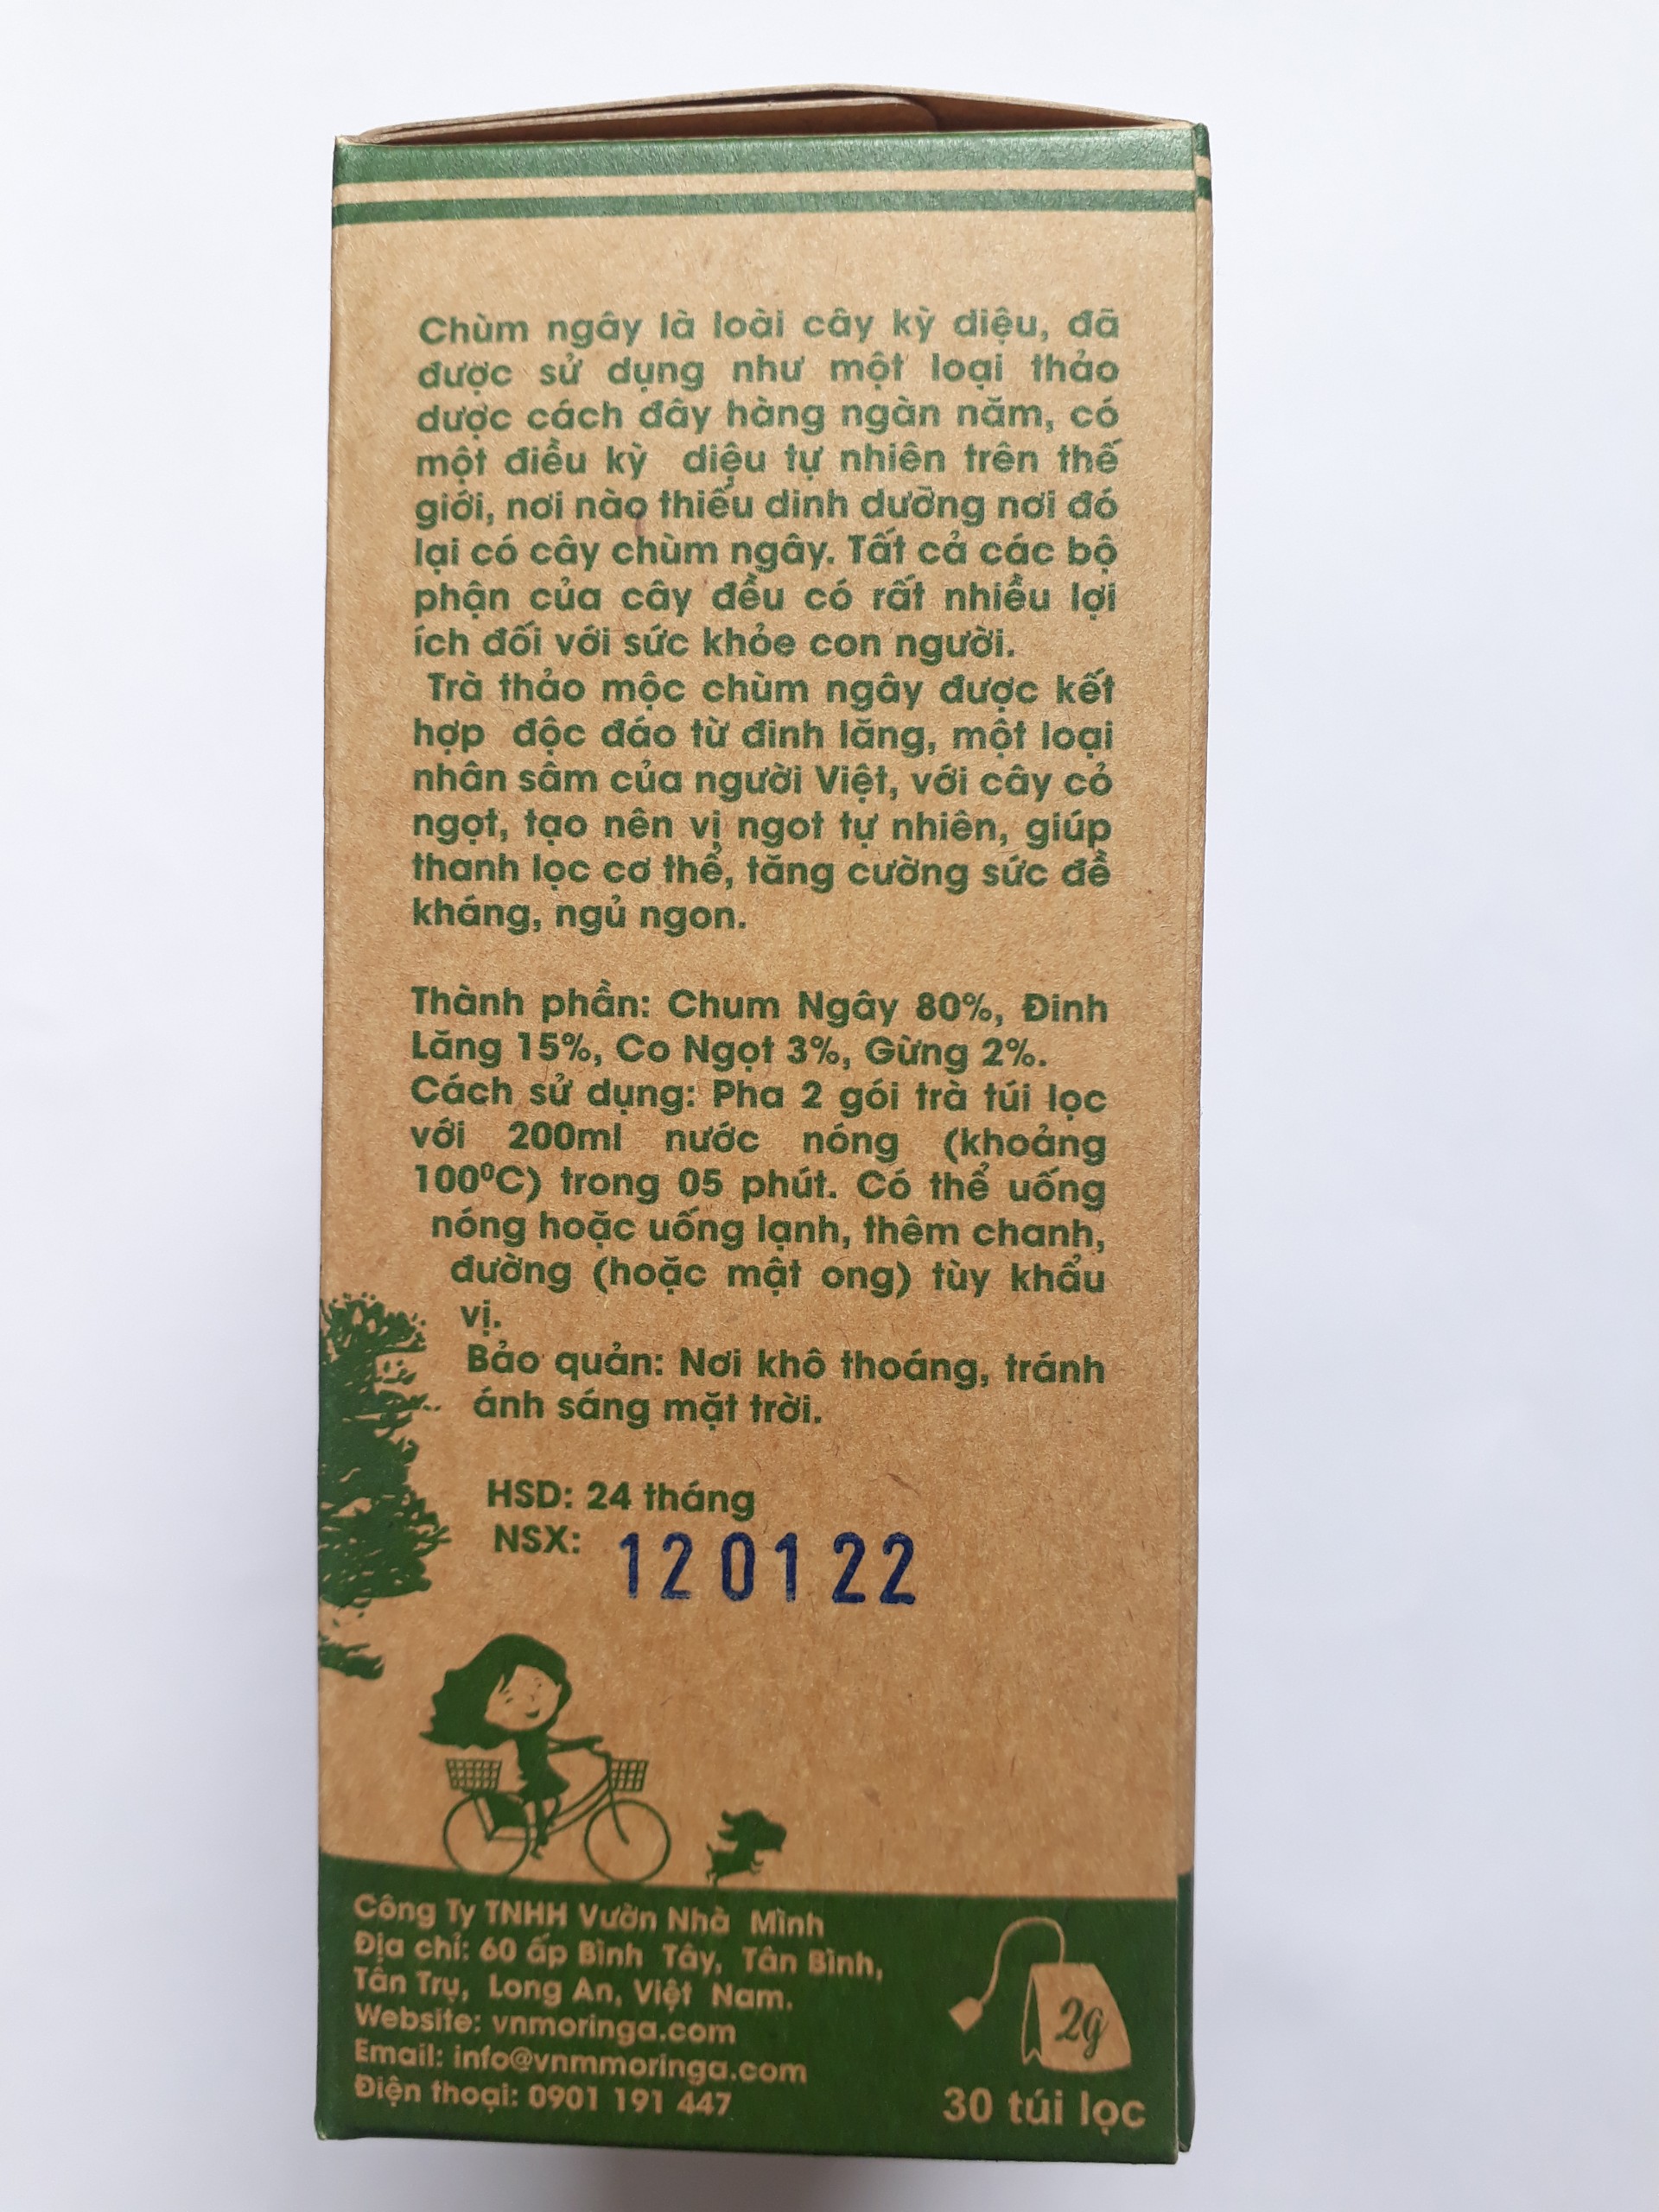 Chùm ngây là loài cây kỳ diệu, đã
được sử dụng như một loại thảo
dược cách đây hàng ngàn năm, có
một điều kỳ diệu tự nhiên trên thế
giới, nơi nào thiếu dinh dưỡng nơi đó
lại có cây chùm ngây. Tất cả các bộ
phận của cây đều có rất nhiều lợi
ích đối với sức khỏe con người.
Trà thảo mộc chùm ngây được kết
hợp độc đáo từ đinh lăng, một loại
nhân sâm của người Việt, với cây cỏ
ngọt, tạo nên vị ngot tự nhiên, giúp
thanh lọc cơ thể, tăng cường sức đề
kháng, ngủ ngon.
Thành phần: Chum Ngây 80%, Đinh
Lăng 15%, Co Ngọt 3%, Gừng 2%.
Cách sử dụng: Pha 2 gói trà túi lọc
với 200ml nước nóng (khoảng
100⁰C) trong 05 phút. Có thể uống
nóng hoặc uống lạnh, thêm chanh,
đường (hoặc mật ong) tùy khẩu
vị.
Bảo quản: Nơi khô thoáng, tránh
ánh sáng mặt trời.
HSD: 24 tháng
NSX: 12 01 22
Công Ty TNHH Vườn Nhà Mình
Địa chỉ: 60 ấp Bình Tây, Tân Bình,
Tân Trụ, Long An, Việt Nam.
Website: vnmoringa.com
Email: info@vnmmoringa.com
Điện thoại: 0901 191 447
2g
30 túi lọc